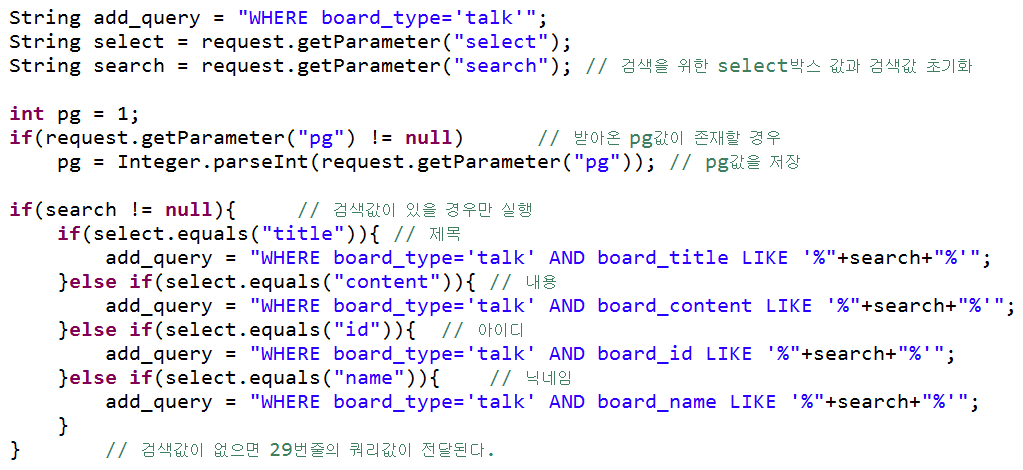 String add_query = "WHERE board_type='talk'";
String select = request.getParameter("select");
String search = request.getParameter("search"); // 검색을 위한 select박스 값과 검색값 초기화
int pg = 1;
if(request.getParameter("pg") != null)      // 받아온 pg값이 존재할 경우
    pg = Integer.parseInt(request.getParameter("pg")); // pg값을 저장
if(search != null){     // 검색값이 있을 경우만 실행
    if(select.equals("title")){ // 제목
        add_query = "WHERE board_type='talk' AND board_title LIKE '%"+search+"%'";
    }else if(select.equals("content")){ // 내용
        add_query = "WHERE board_type='talk' AND board_content LIKE '%"+search+"%'";
    }else if(select.equals("id")){  // 아이디
        add_query = "WHERE board_type='talk' AND board_id LIKE '%"+search+"%'";
    }else if(select.equals("name")){    // 닉네임
        add_query = "WHERE board_type='talk' AND board_name LIKE '%"+search+"%'";
    }
}       // 검색값이 없으면 29번줄의 쿼리값이 전달된다.